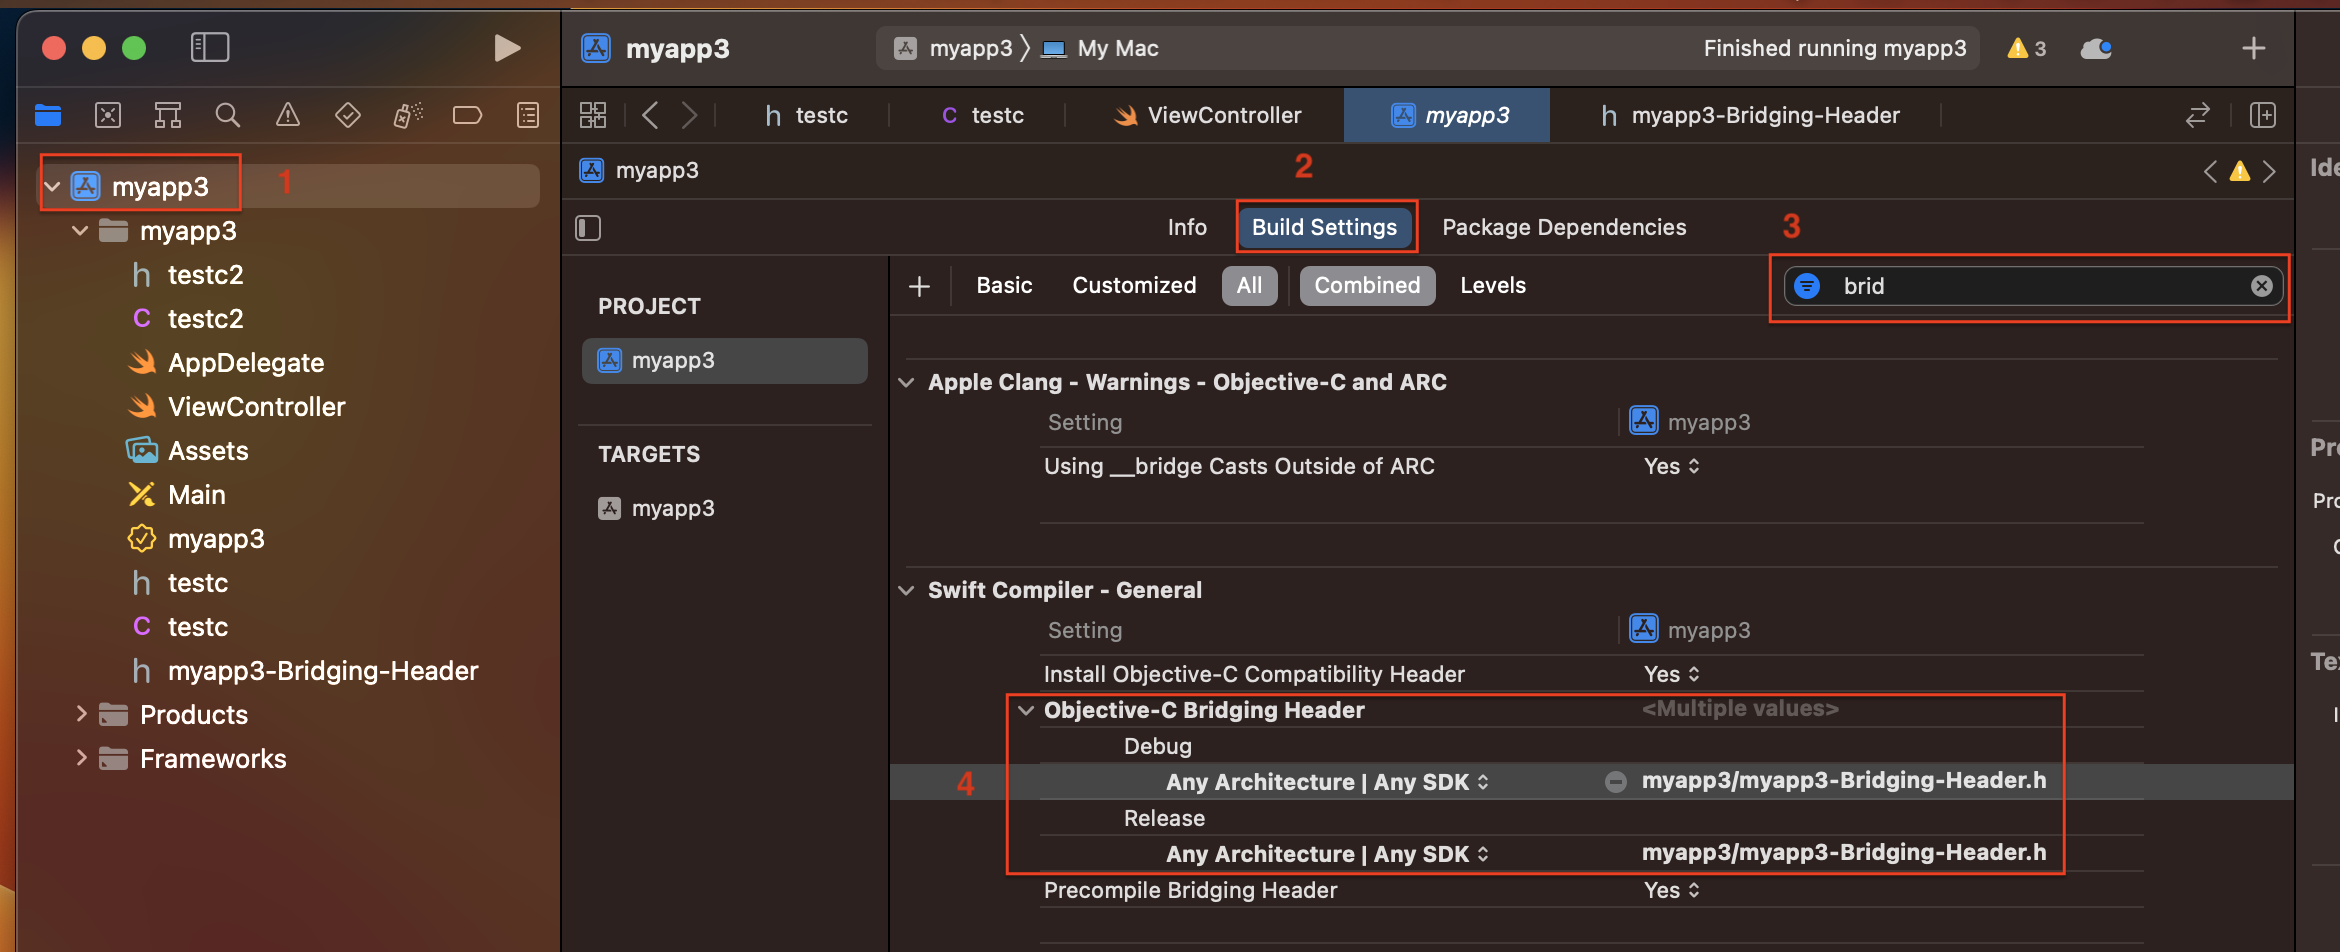 myapp3
myapp3 〉 My Mac
Finished running myapp3
3
testc
testc
ViewController
myapp3
myapp3-Bridging-Header
myapp3
1
myapp3
2
myapp3
testc2
testc2
AppDelegate
ViewController
Assets
Main
myapp3
testc
testc
myapp3-Bridging-Header
Products
Frameworks
Info
Build Settings
Package Dependencies
3
PROJECT
myapp3
TARGETS
myapp3
Basic
Customized
All
Combined
Levels
brid
Apple Clang - Warnings - Objective-C and ARC
Setting
myapp3
Using __bridge Casts Outside of ARC
Yes
Swift Compiler - General
Setting
myapp3
Install Objective-C Compatibility Header
Yes
Objective-C Bridging Header
<Multiple values>
Debug
4
Any Architecture | Any SDK
myapp3/myapp3-Bridging-Header.h
Release
Any Architecture | Any SDK
myapp3/myapp3-Bridging-Header.h
Precompile Bridging Header
Yes